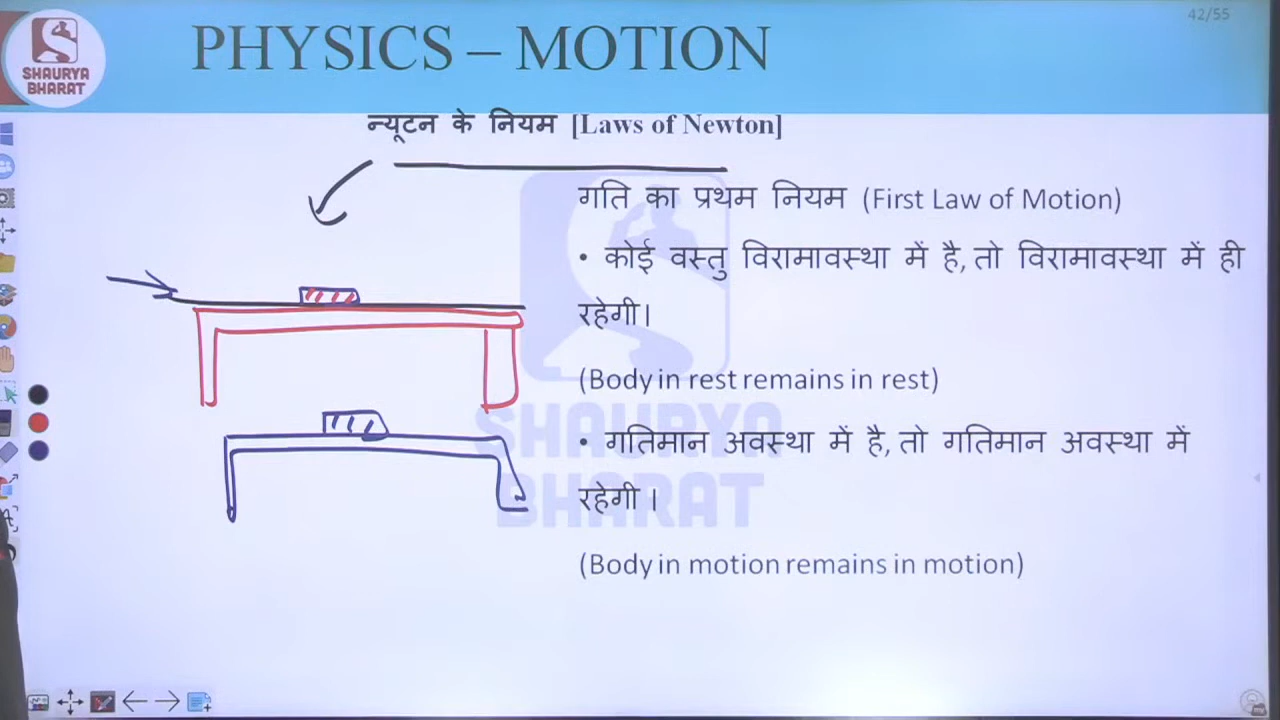 42/55
PHYSICS – MOTION
SHAURYA
BHARAT
न्यूटन के नियम [Laws of Newton]
गति का प्रथम नियम (First Law of Motion)
• कोई वस्तु विरामावस्था में है, तो विरामावस्था में ही
रहेगी।
(Body in rest remains in rest)
SHAURYA
• गतिमान अवस्था में है, तो गतिमान अवस्था में
रहेगी ।
BHARAT
(Body in motion remains in motion)